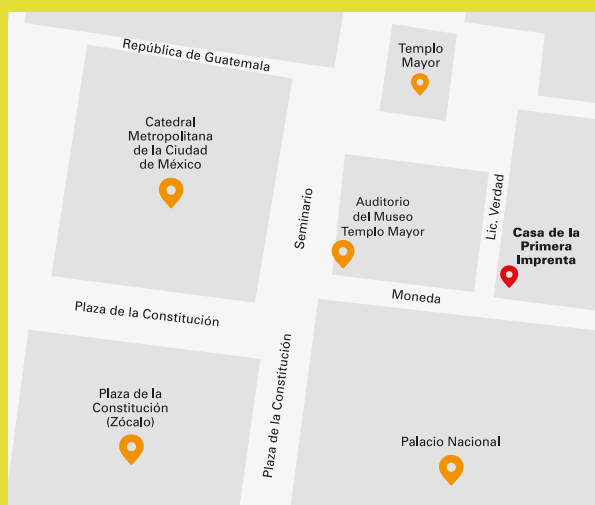 República de Guatemala
Templo
Mayor
Catedral
Metropolitana
de la Ciudad
de México
Seminario
Auditorio
del Museo
Templo Mayor
Lic. Verdad
Casa de la
Primera
Imprenta
Moneda
Plaza de la Constitución
Plaza de la Constitución
Plaza de la
Constitución
(Zócalo)
Palacio Nacional